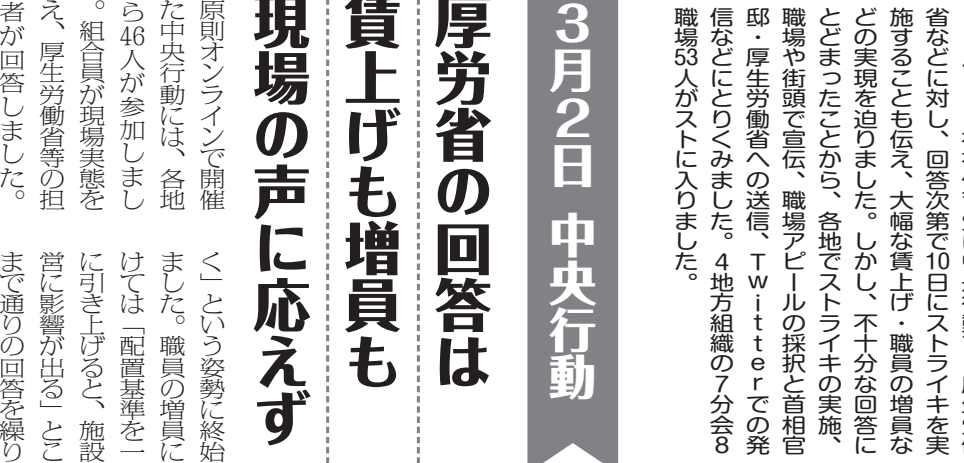 省などに対し、回答次第で10日にストライキを実
施することも伝え、大幅な賃上げ・職員の増員な
どの実現を迫りました。しかし、不十分な回答に
とどまったことから、各地でストライキの実施、
職場や街頭で宣伝、職場アピールの採択と首相官
邸・厚生労働省への送信、Twitterでの発
信などにとりくみました。4地方組織の7分会8
職場53人がストに入りました。
3月2日 中央行動
厚労省の回答は
賃上げも増員も
現場の声に応えず
原則オンラインで開催
た中央行動には、各地
ら46人が参加しまし
。組合員が現場実態を
え、厚生労働省等の担
者が回答しました。
く」という姿勢に終始
ました。職員の増員に
けては「配置基準を一
に引き上げると、施設
営に影響が出る」とこ
まで通りの回答を繰り